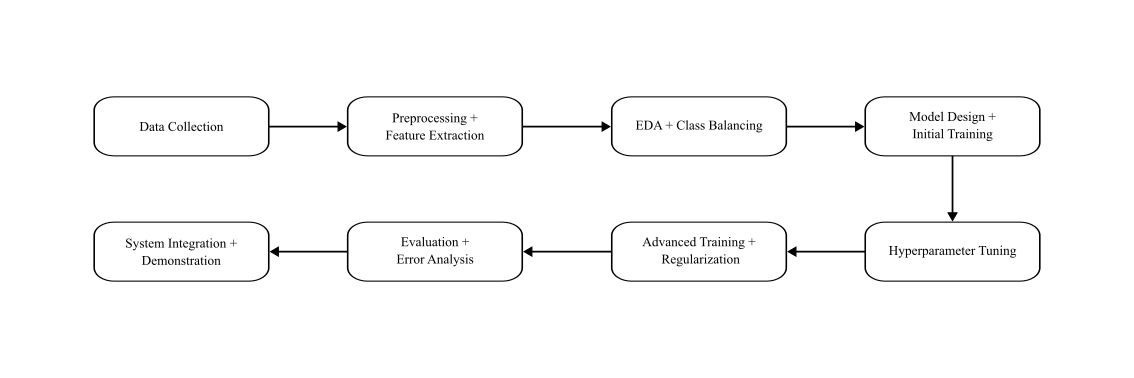 Data Collection
Preprocessing +
Feature Extraction
EDA + Class Balancing
Model Design +
Initial Training
Hyperparameter Tuning
Advanced Training +
Regularization
Evaluation +
Error Analysis
System Integration +
Demonstration